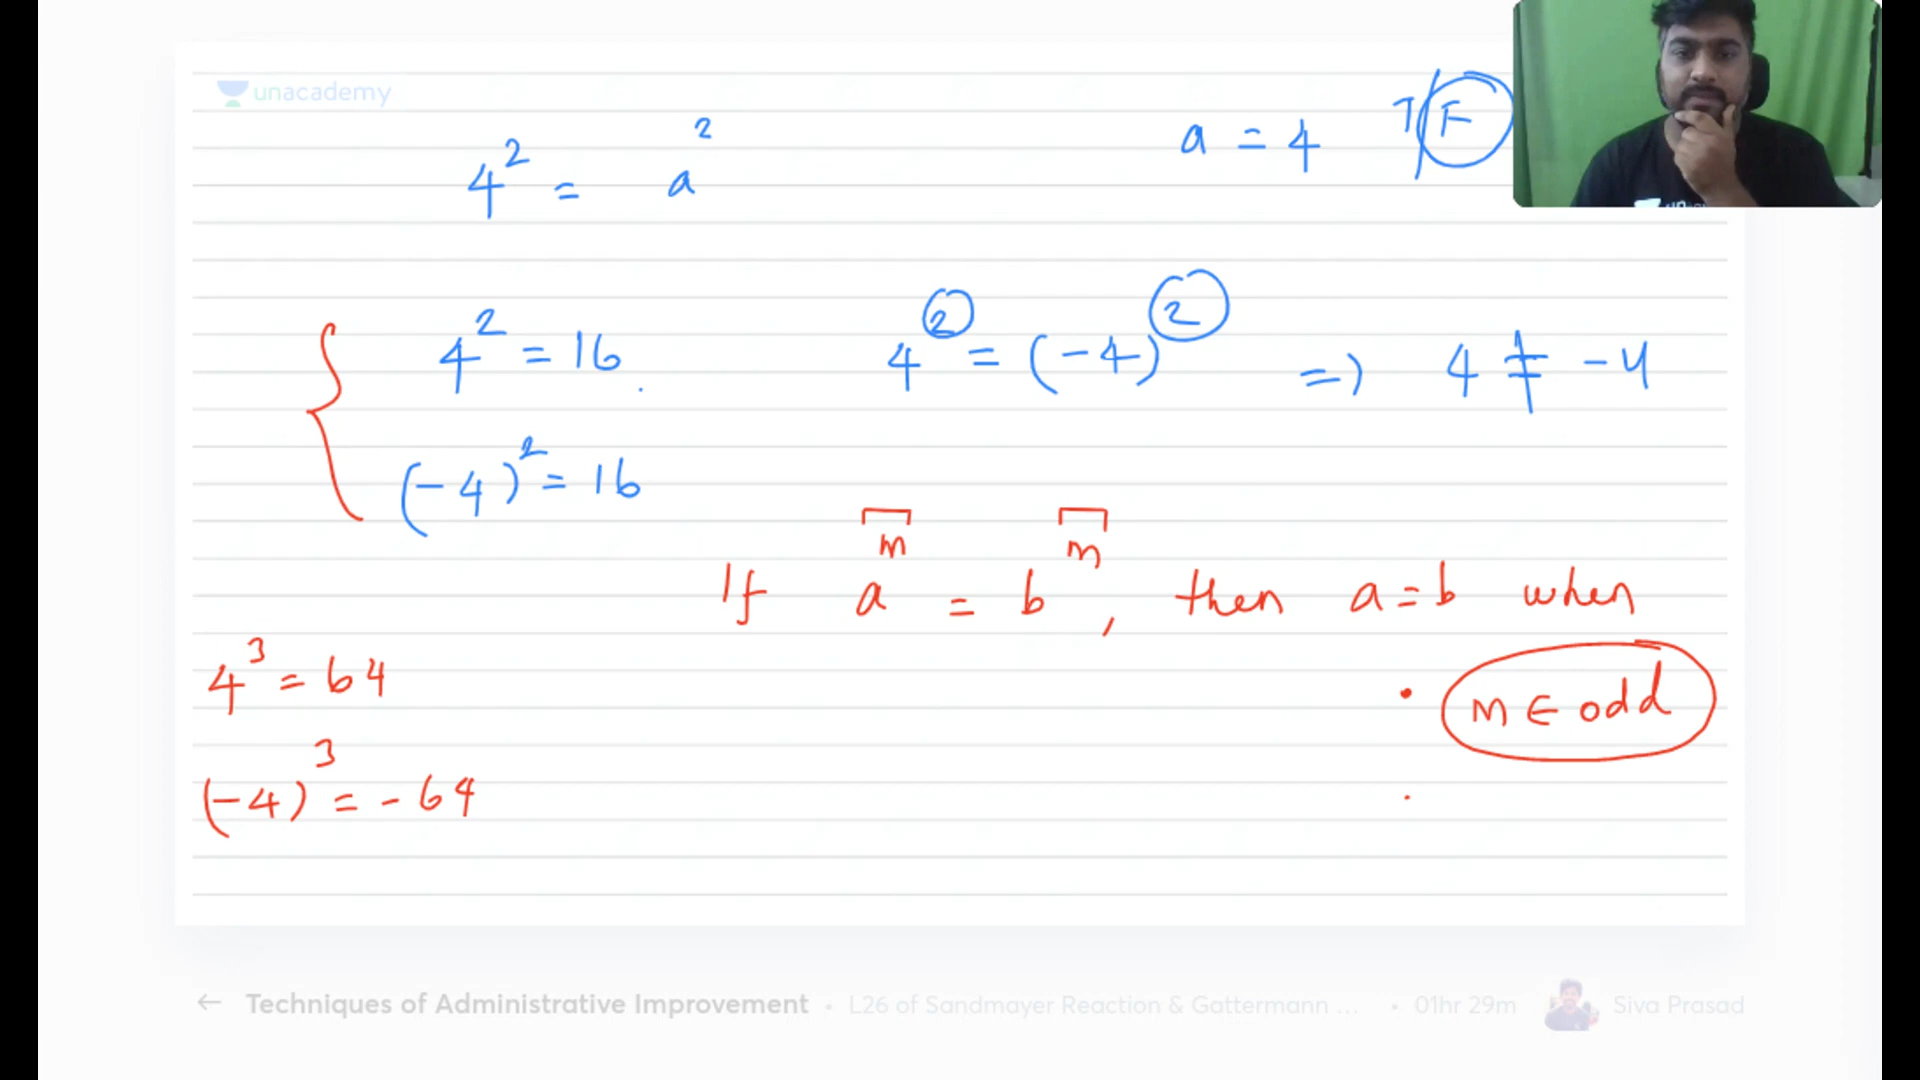 unacademy
4² = a²
a = 4 T/F
4² = 16.
4² = (-4)² => 4 ≠ -4
(-4)² = 16
If aᵐ = bᵐ, then a = b when
• m ∈ odd
4³ = 64
(-4)³ = -64
← Techniques of Administrative Improvement • L26 of Sandmayer Reaction & Gattermann ... • 01hr 29m Siva Prasad